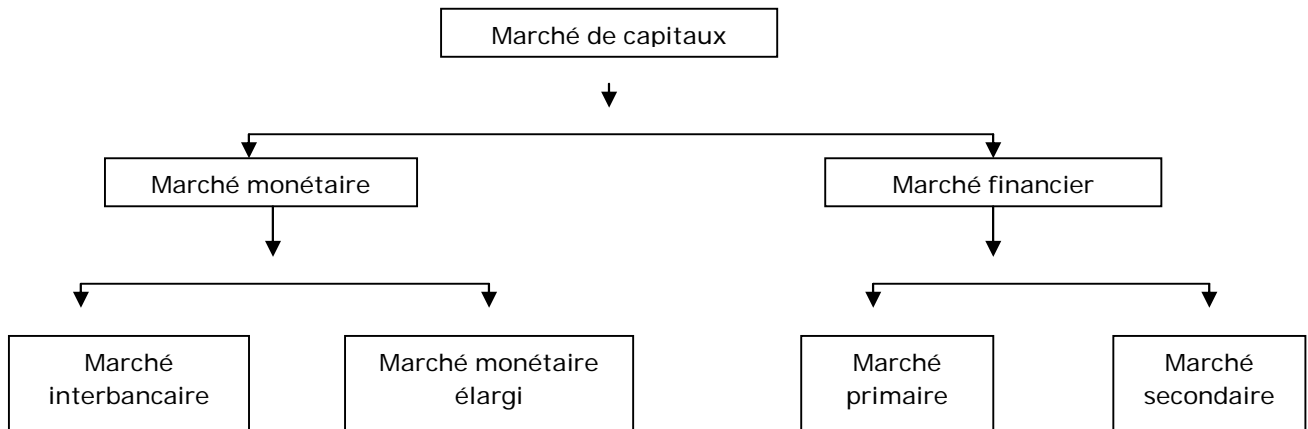 Marché de capitaux
Marché monétaire
Marché financier
Marché
interbancaire
Marché monétaire
élargi
Marché
primaire
Marché
secondaire